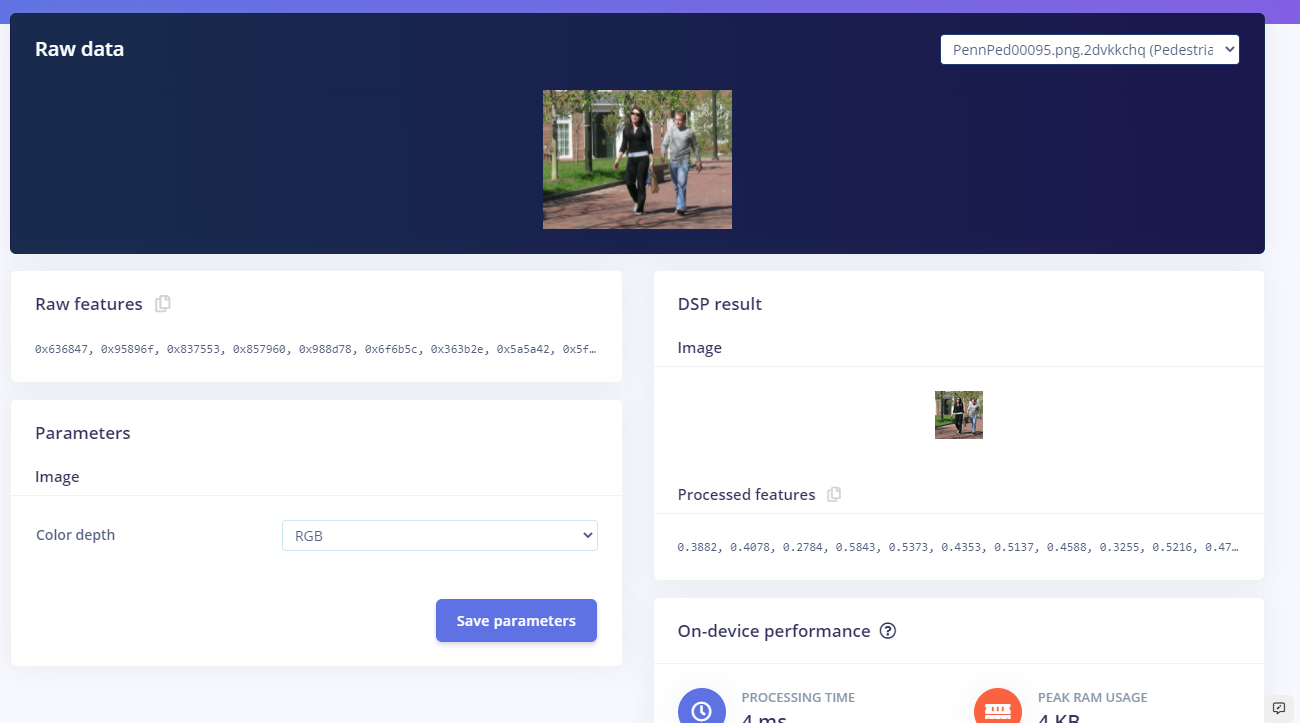 Raw data
PennPed00095.png.2dvkkchq (Pedestria
Raw features
0x636847, 0x95896f, 0x837553, 0x857960, 0x988d78, 0x6f6b5c, 0x363b2e, 0x5a5a42, 0x5f…
Parameters
Image
Color depth
RGB
Save parameters
DSP result
Image
Processed features
0.3882, 0.4078, 0.2784, 0.5843, 0.5373, 0.4353, 0.5137, 0.4588, 0.3255, 0.5216, 0.47…
On-device performance
PROCESSING TIME
4 ms
PEAK RAM USAGE
4 KB